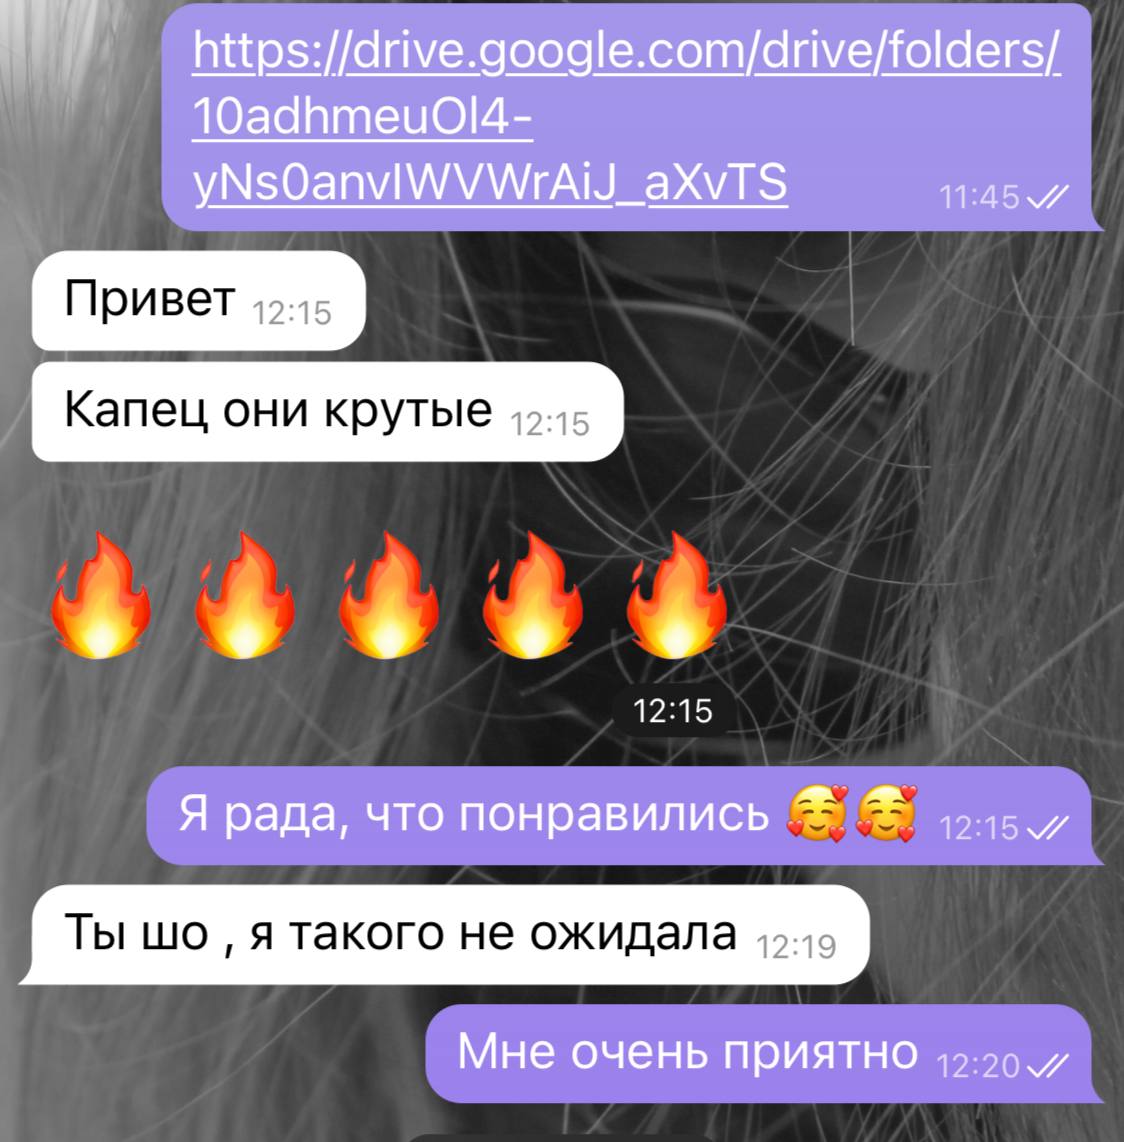 https://drive.google.com/drive/folders/
10adhmeuOl4-
yNs0anvIWVWrAiJ_aXvTS
11:45
Привет 12:15
Капец они крутые 12:15
🔥🔥🔥🔥🔥
12:15
Я рада, что понравились 🥰🥰 12:15
Ты шо , я такого не ожидала 12:19
Мне очень приятно 12:20